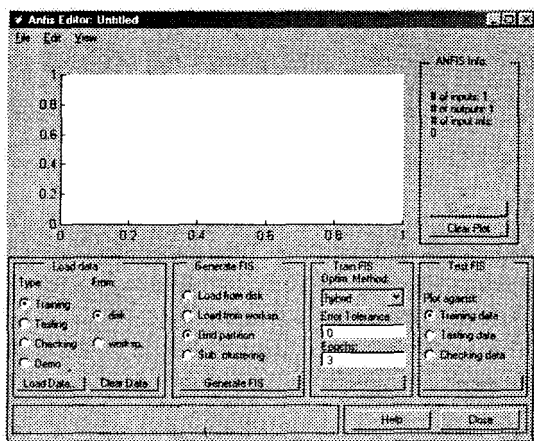 Anfis Editor: Untitled
File Edit View
ANFIS Info.
# of inputs: 1
# of outputs: 1
# of input mfs:
0
1
0.8
0.6
0.4
0.2
0
0 0.2 0.4 0.6 0.8 1
Clear Plot
Load data
Type: From:
Training
Testing
Checking
Demo
disk
worksp.
Load Data... Clear Data
Generate FIS
Load from disk
Load from worksp.
Grid partition
Sub. clustering
Generate FIS
Train FIS
Optim. Method:
hybrid
Error Tolerance:
0
Epochs:
3
Test FIS
Plot against:
Training data
Testing data
Checking data
Help Close